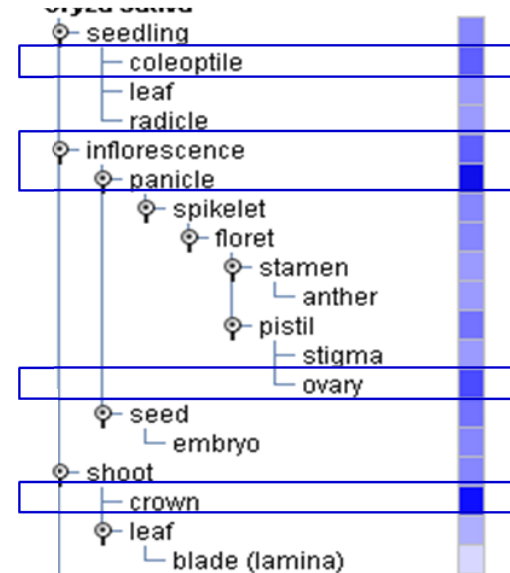 seedling
coleoptile
leaf
radicle
inflorescence
panicle
spikelet
floret
stamen
anther
pistil
stigma
ovary
seed
embryo
shoot
crown
leaf
blade (lamina)